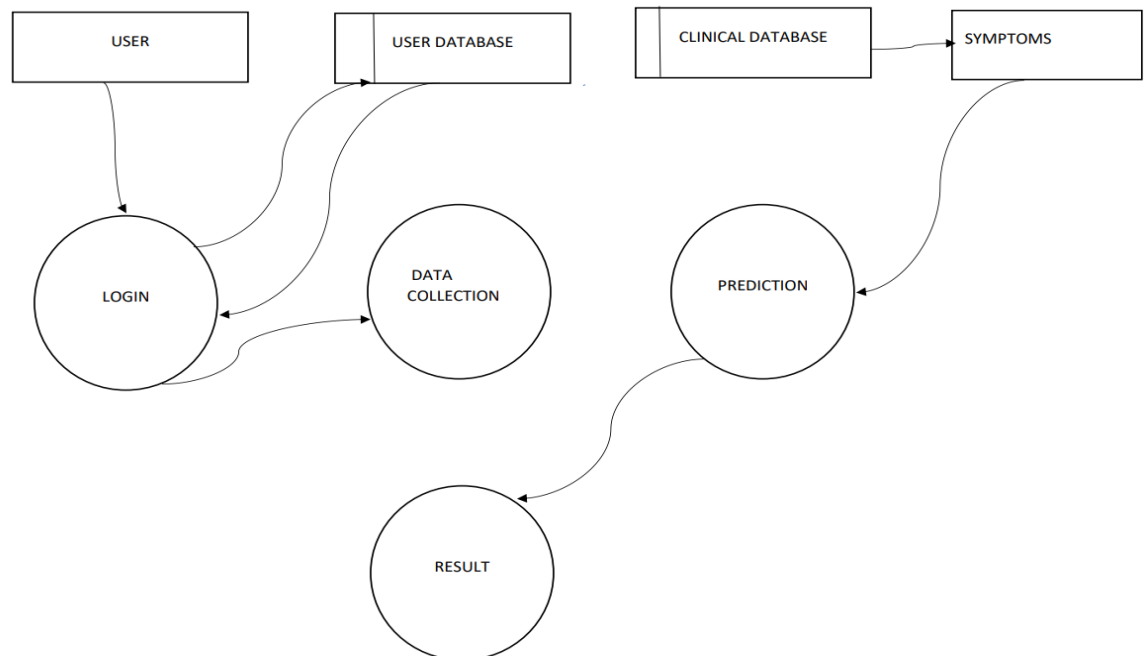 USER
USER DATABASE
CLINICAL DATABASE
SYMPTOMS
LOGIN
DATA
COLLECTION
PREDICTION
RESULT